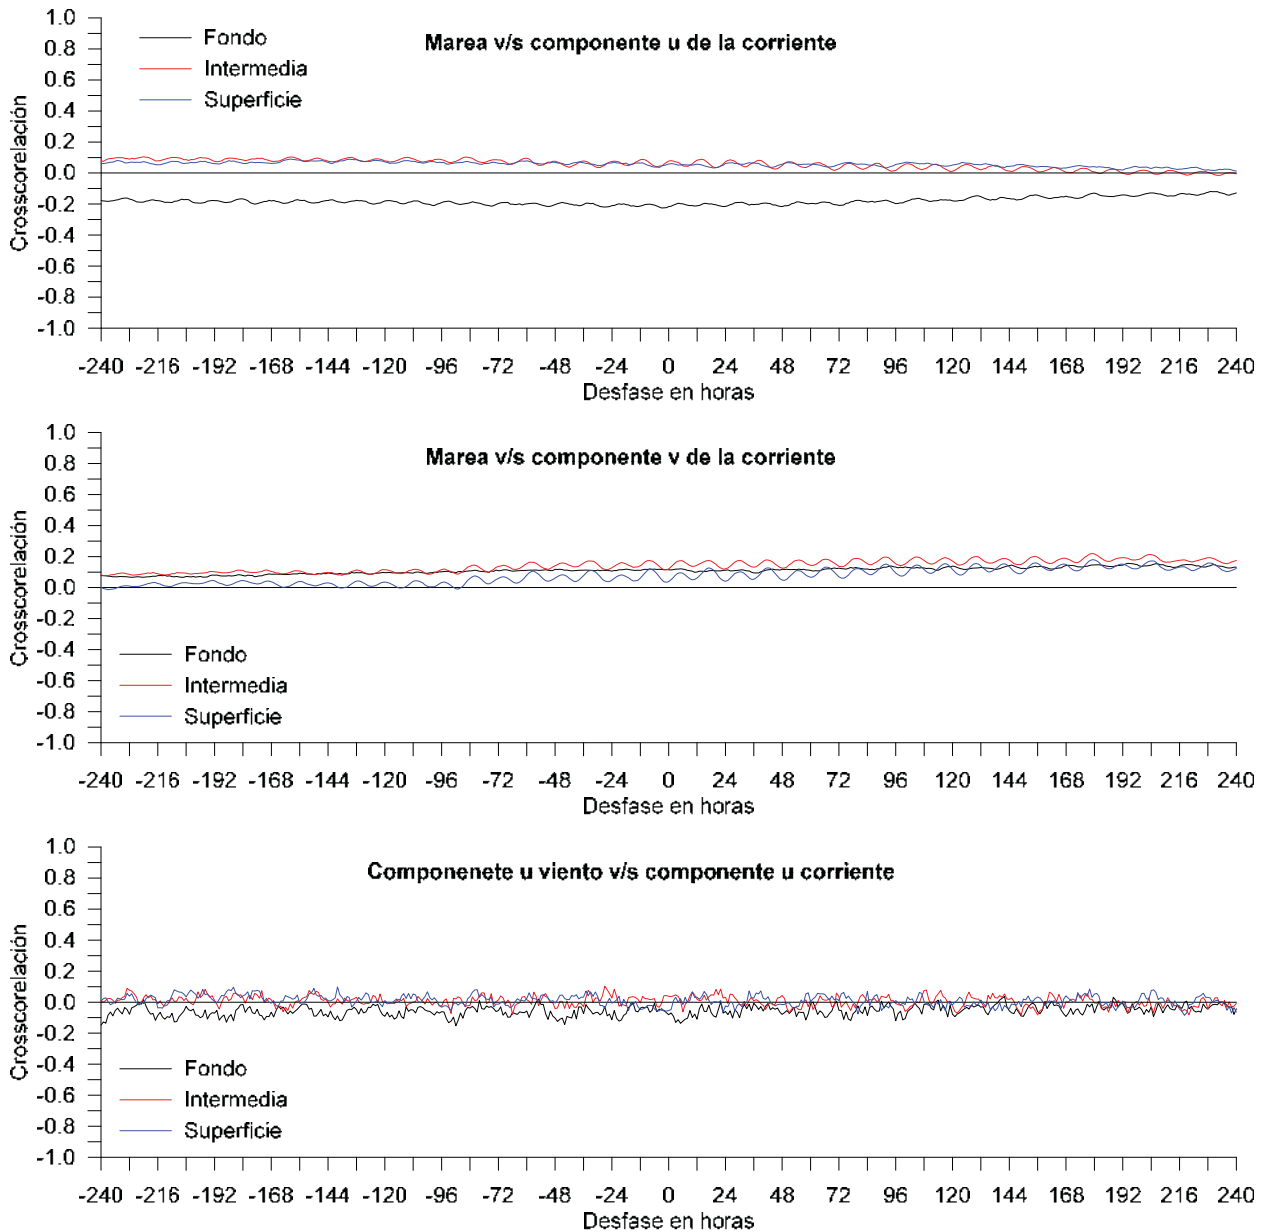 Marea v/s componente u de la corriente
Fondo
Intermedia
Superficie
Crosscorelación
1.0
0.8
0.6
0.4
0.2
0.0
-0.2
-0.4
-0.6
-0.8
-1.0
-240 -216 -192 -168 -144 -120 -96 -72 -48 -24 0 24 48 72 96 120 144 168 192 216 240
Desfase en horas
Marea v/s componente v de la corriente
Crosscorelación
1.0
0.8
0.6
0.4
0.2
0.0
-0.2
-0.4
-0.6
-0.8
-1.0
Fondo
Intermedia
Superficie
-240 -216 -192 -168 -144 -120 -96 -72 -48 -24 0 24 48 72 96 120 144 168 192 216 240
Desfase en horas
Componenete u viento v/s componente u corriente
Crosscorelación
1.0
0.8
0.6
0.4
0.2
0.0
-0.2
-0.4
-0.6
-0.8
-1.0
Fondo
Intermedia
Superficie
-240 -216 -192 -168 -144 -120 -96 -72 -48 -24 0 24 48 72 96 120 144 168 192 216 240
Desfase en horas